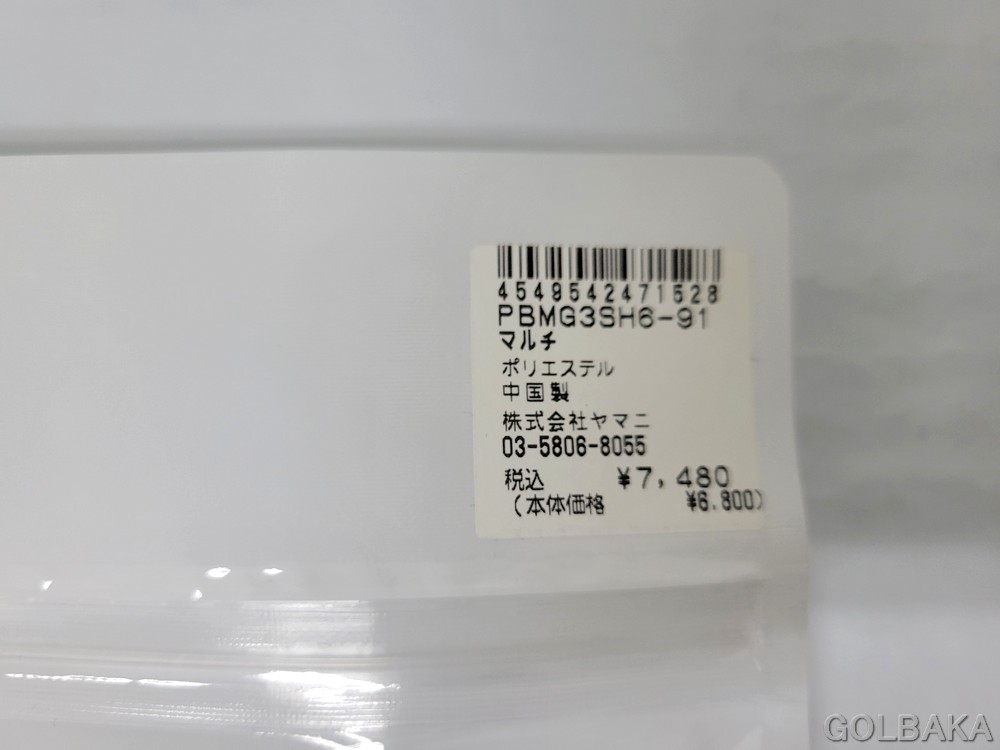 4549542471528
PBMG3SH6-91
マルチ
ポリエステル
中国製
株式会社ヤマニ
03-5806-8055
税込 ¥7,480
(本体価格 ¥6.800)
GOLBAKA